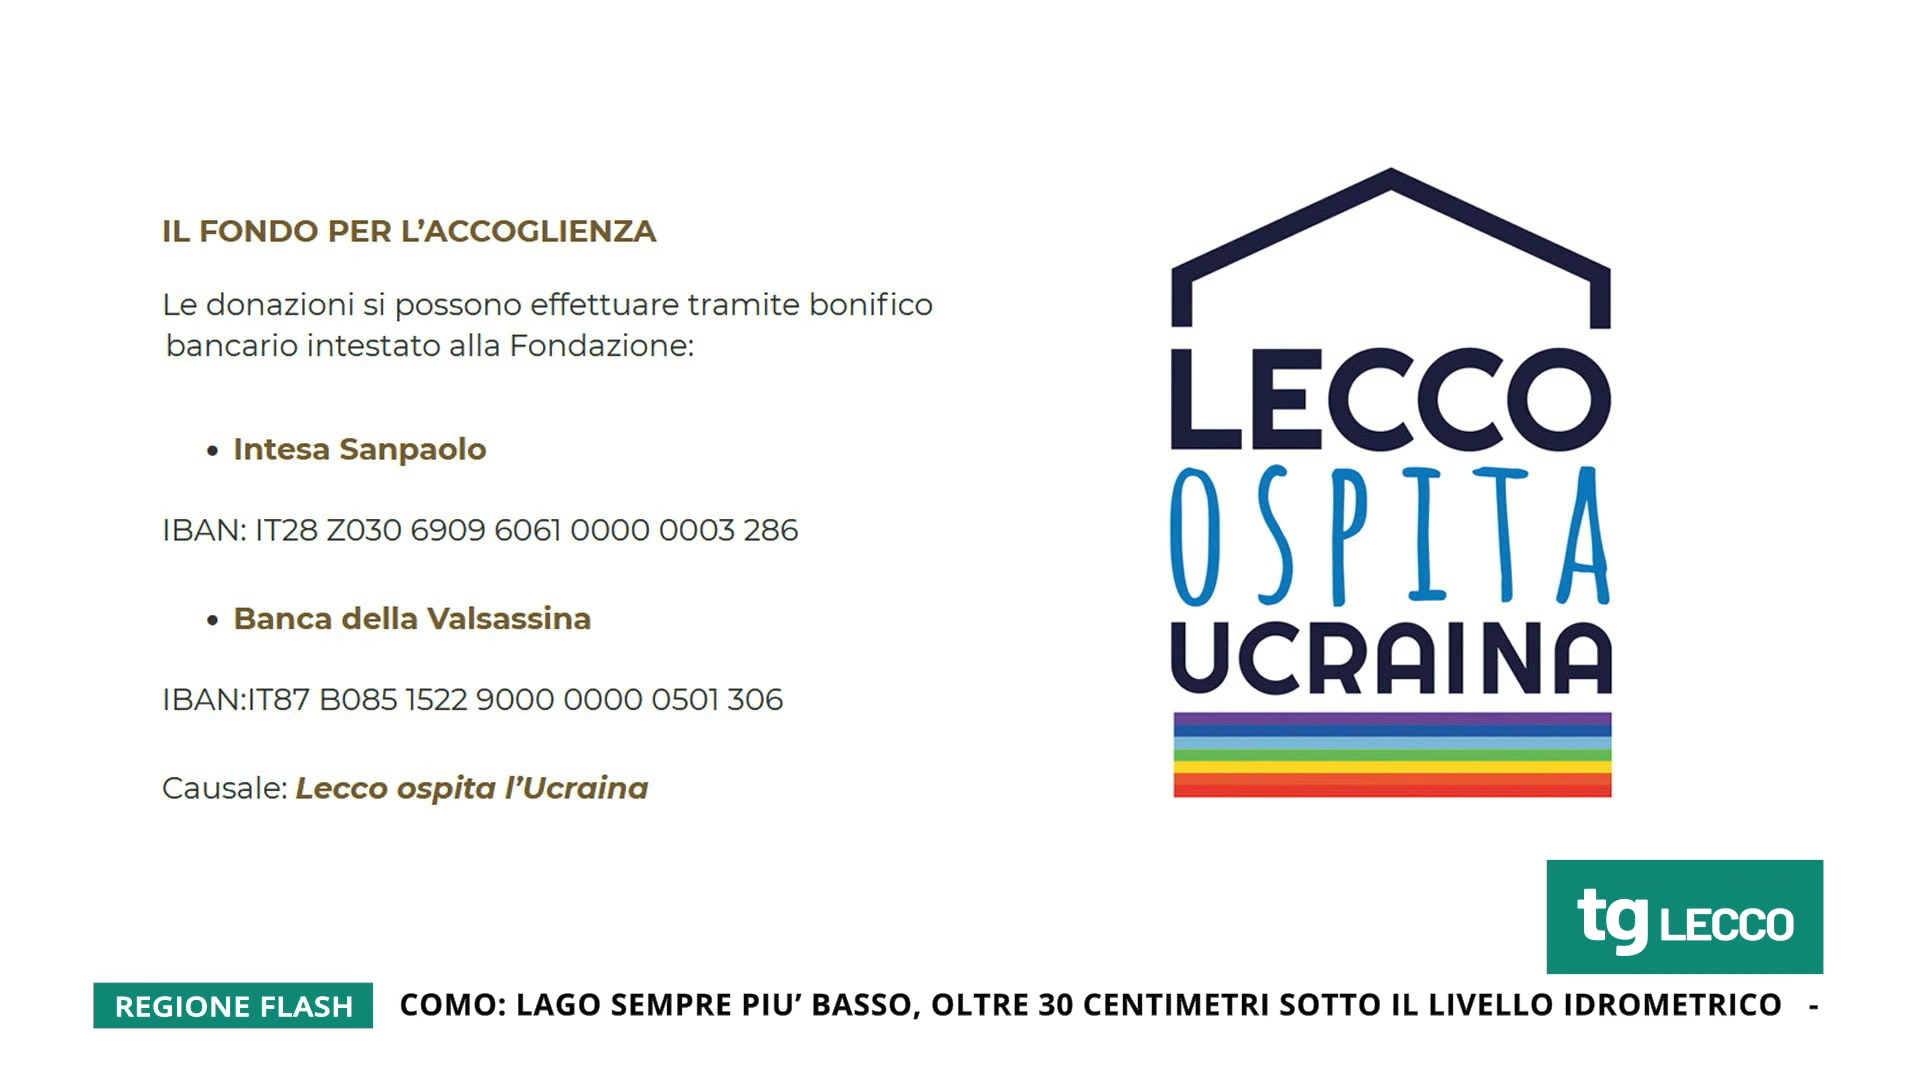 IL FONDO PER L’ACCOGLIENZA
Le donazioni si possono effettuare tramite bonifico
bancario intestato alla Fondazione:
• Intesa Sanpaolo
IBAN: IT28 Z030 6909 6061 0000 0003 286
• Banca della Valsassina
IBAN:IT87 B085 1522 9000 0000 0501 306
Causale: Lecco ospita l’Ucraina
LECCO
OSPITA
UCRAINA
tg LECCO
REGIONE FLASH COMO: LAGO SEMPRE PIU’ BASSO, OLTRE 30 CENTIMETRI SOTTO IL LIVELLO IDROMETRICO -